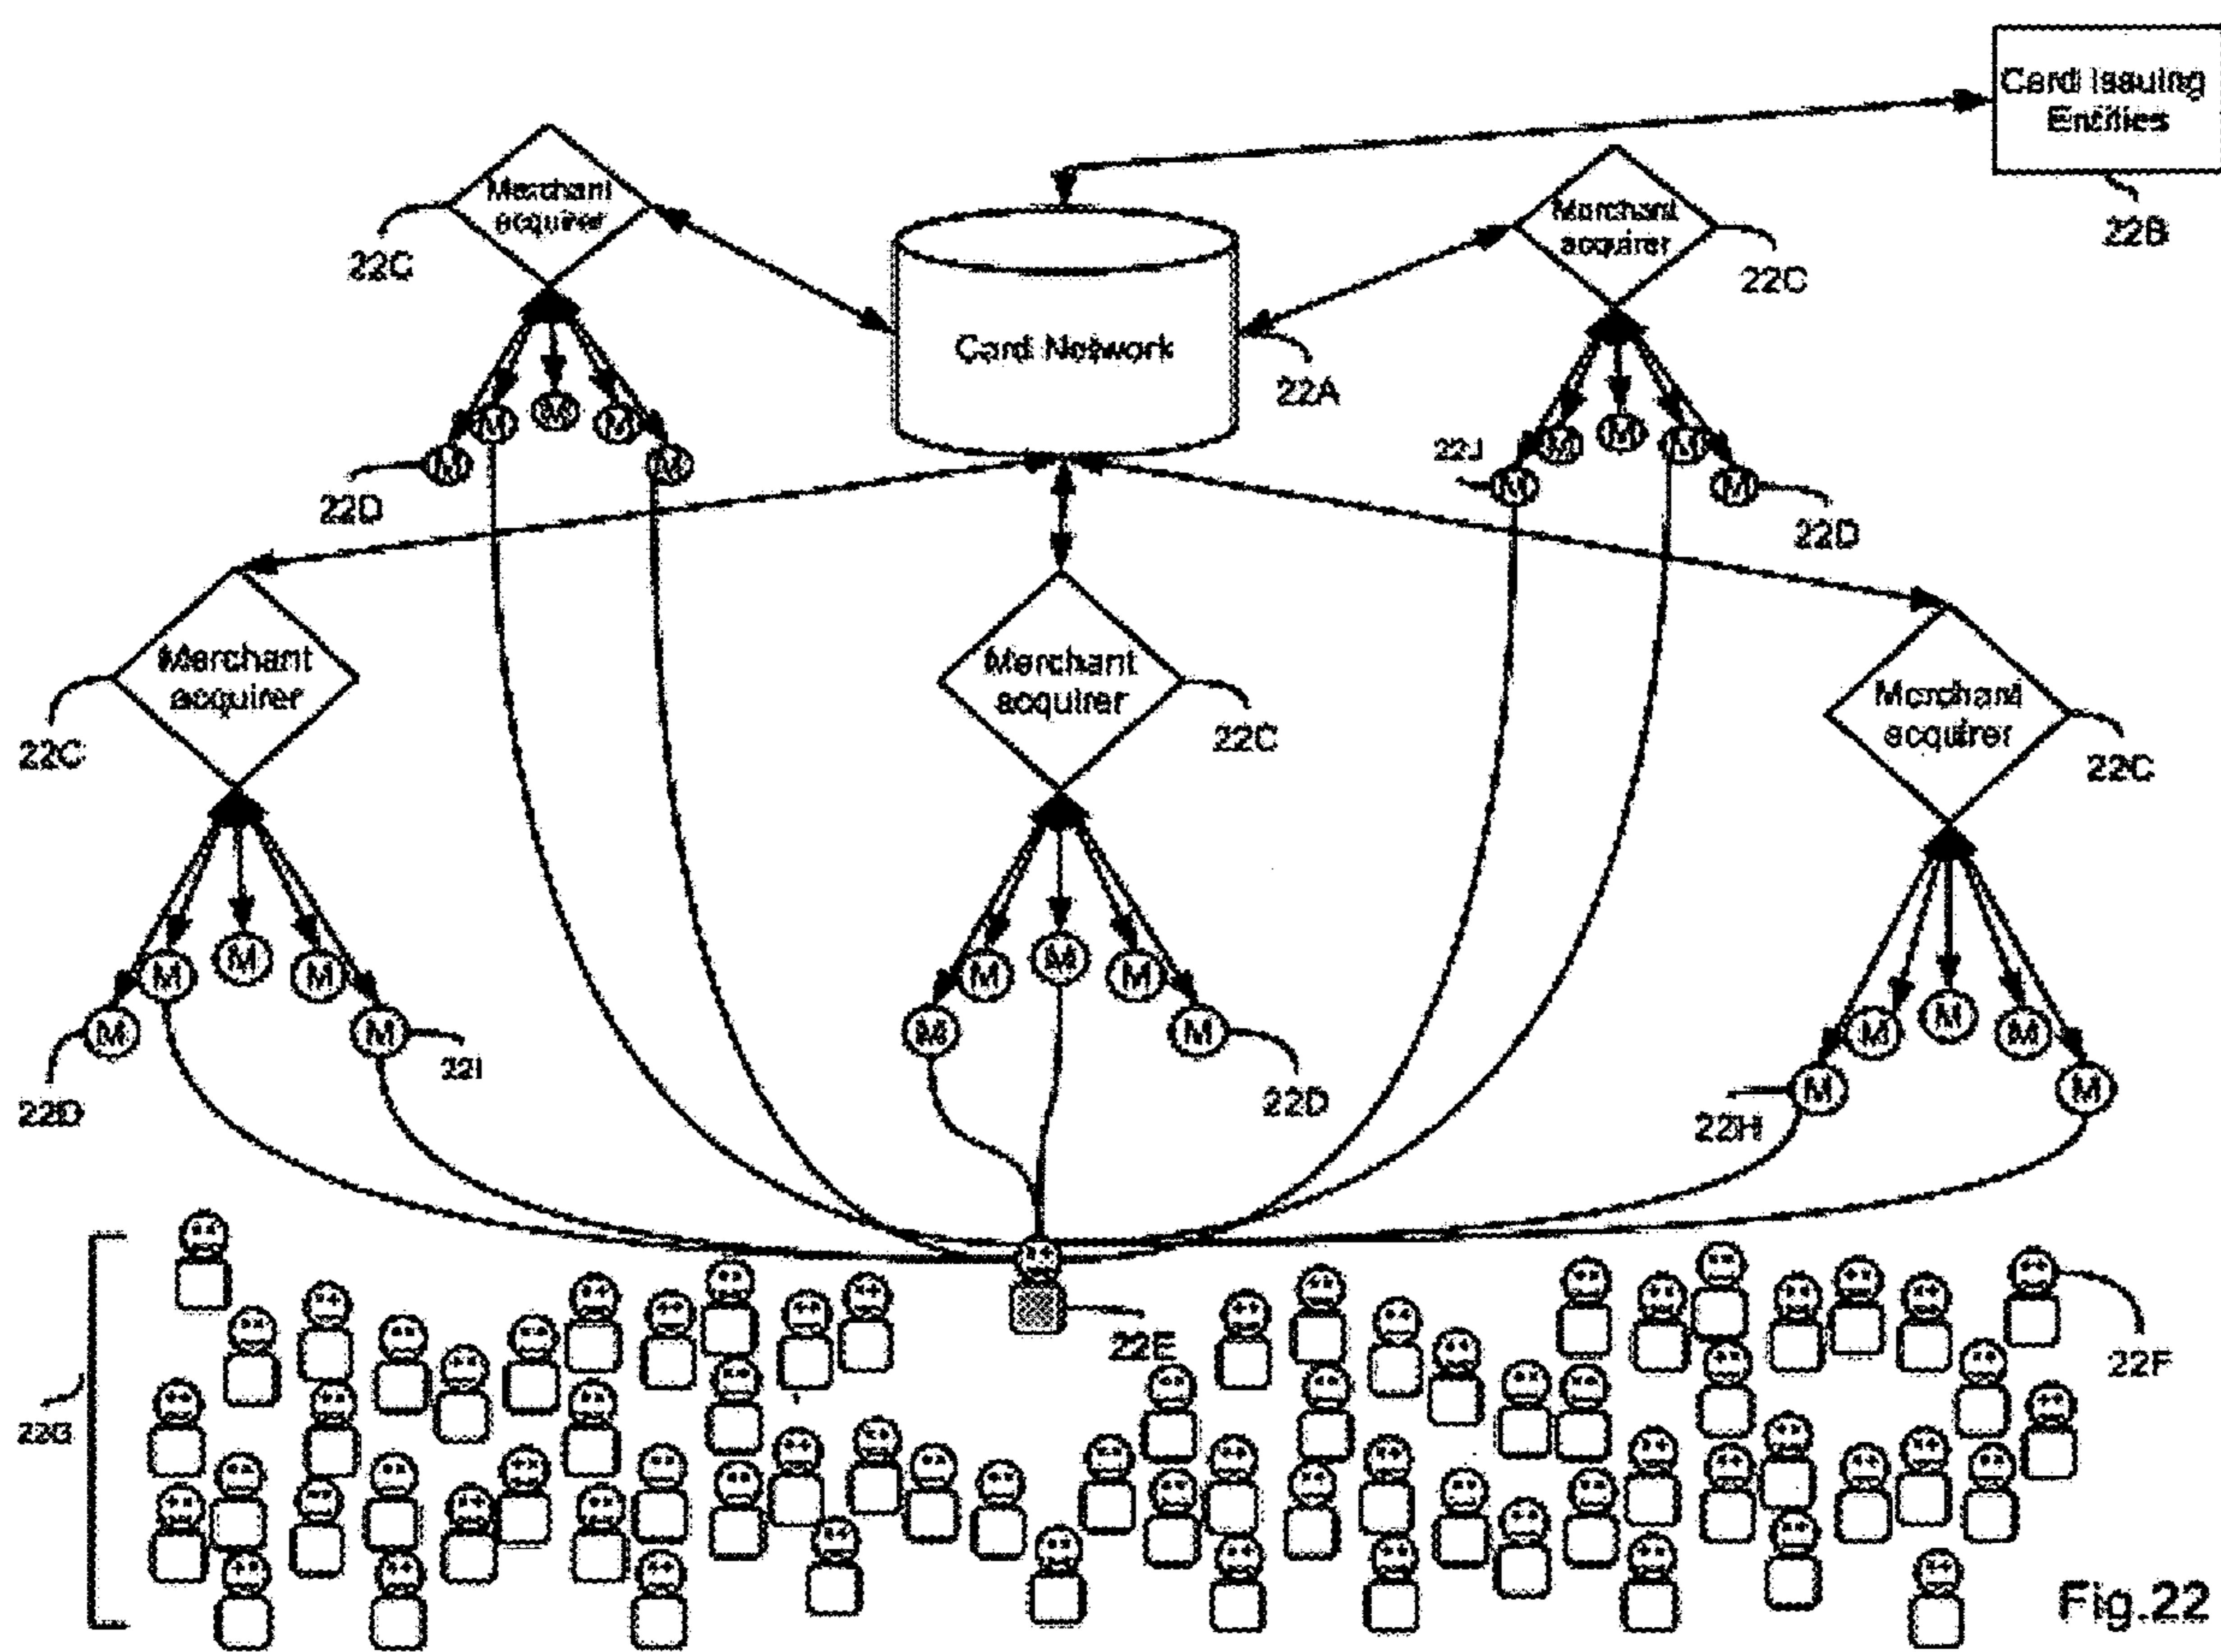 Card Issuing
Entities
22B
Merchant
acquirer
22C
Merchant
acquirer
22C
Card Network
22A
M
M
M
M
M
22D
M
M
M
M
M
22J
22D
Merchant
acquirer
22C
Merchant
acquirer
22C
Merchant
acquirer
22C
M
M
M
M
M
22D
22I
M
M
M
M
M
22D
M
M
M
M
M
22H
22E
22F
22G
Fig.22